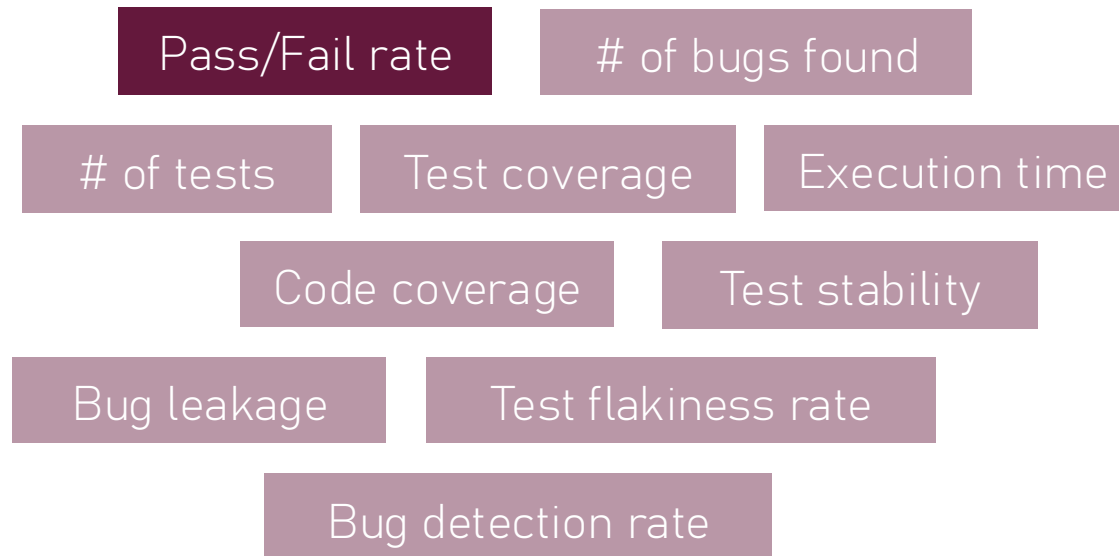 Pass/Fail rate
# of bugs found
# of tests
Test coverage
Execution time
Code coverage
Test stability
Bug leakage
Test flakiness rate
Bug detection rate